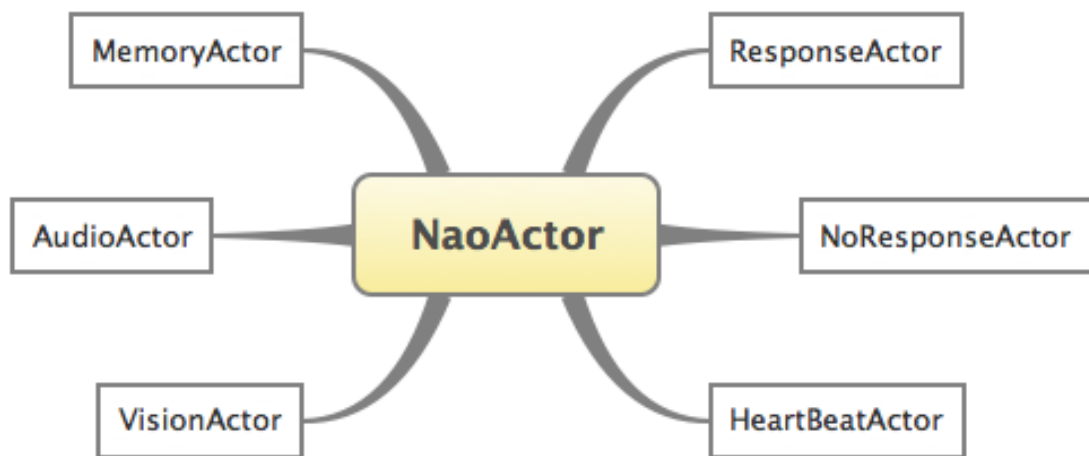 MemoryActor
ResponseActor
NaoActor
AudioActor
NoResponseActor
VisionActor
HeartBeatActor